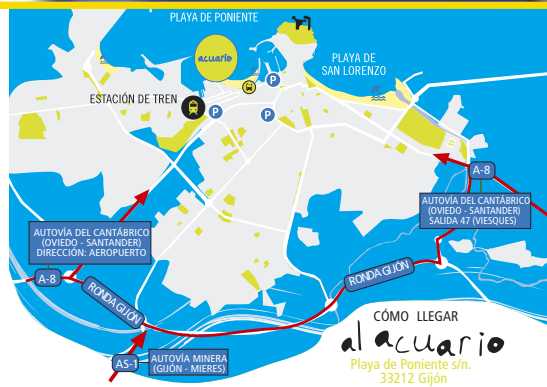 PLAYA DE PONIENTE
acuario
PLAYA DE
SAN LORENZO
ESTACIÓN DE TREN
P
P
P
A-8
AUTOVÍA DEL CANTÁBRICO
(OVIEDO - SANTANDER)
SALIDA 47 (VIESQUES)
AUTOVÍA DEL CANTÁBRICO
(OVIEDO - SANTANDER)
DIRECCIÓN: AEROPUERTO
A-8
RONDA GIJÓN
RONDA GIJÓN
AS-1
AUTOVÍA MINERA
(GIJÓN - MIERES)
CÓMO LLEGAR
al acuario
Playa de Poniente s/n.
33212 Gijón